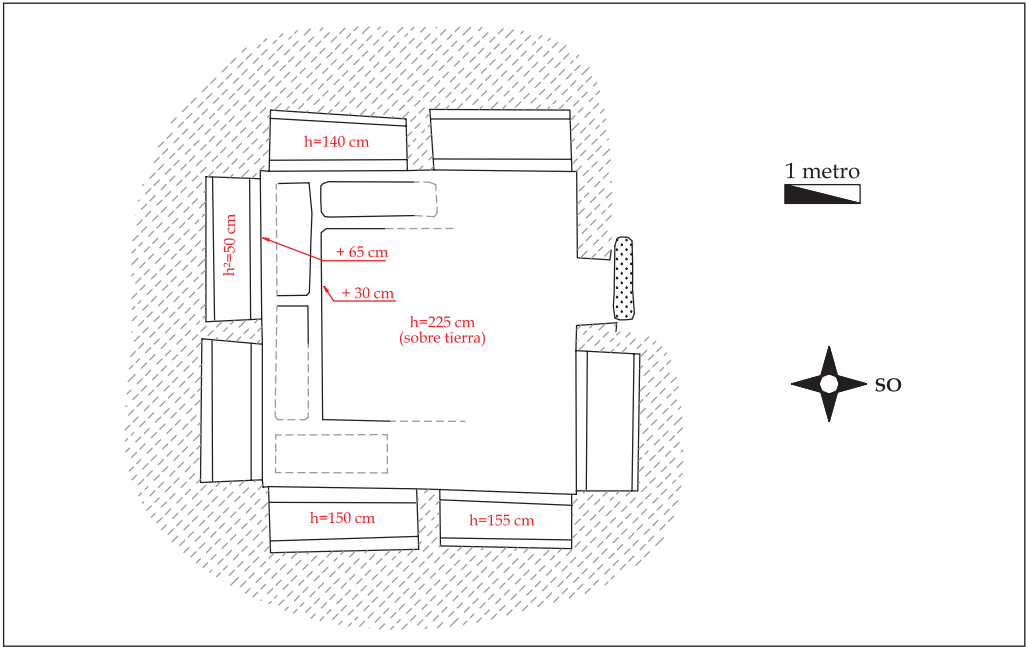 h=140 cm
1 metro
h²=50 cm
+ 65 cm
+ 30 cm
h=225 cm
(sobre tierra)
SO
h=150 cm
h=155 cm